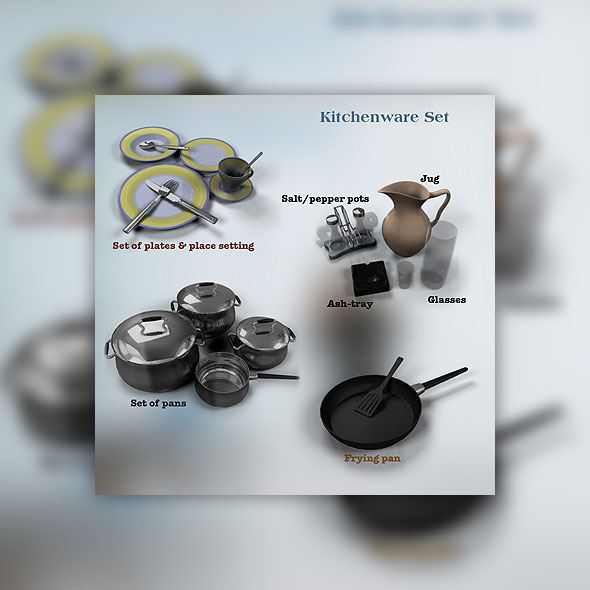 Kitchenware Set
Jug
Salt/pepper pots
Set of plates & place setting
Ash-tray
Glasses
Set of pans
Frying pan